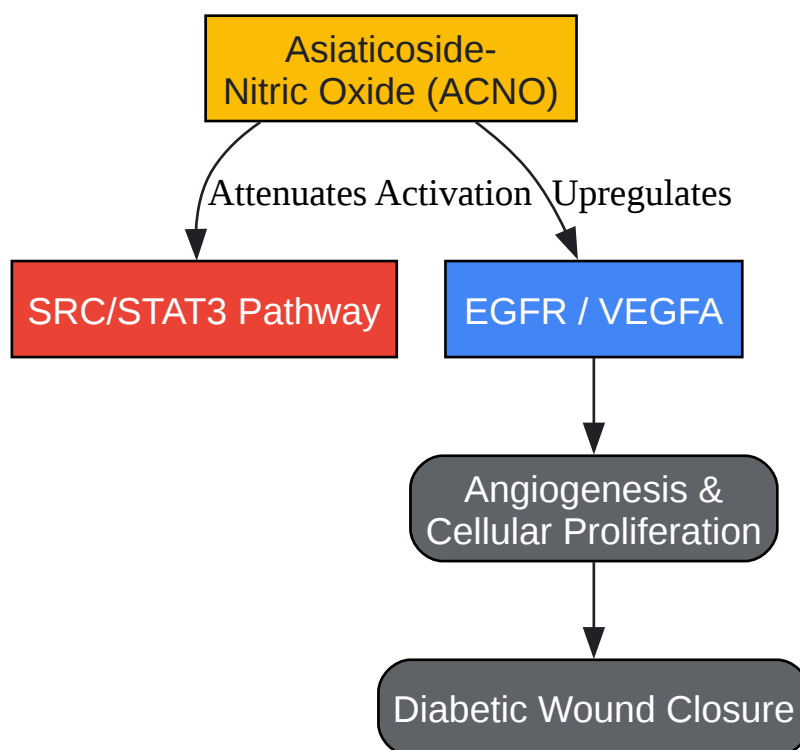 Asiaticoside-
Nitric Oxide (ACNO)
Attenuates Activation
Upregulates
SRC/STAT3 Pathway
EGFR / VEGFA
Angiogenesis &
Cellular Proliferation
Diabetic Wound Closure